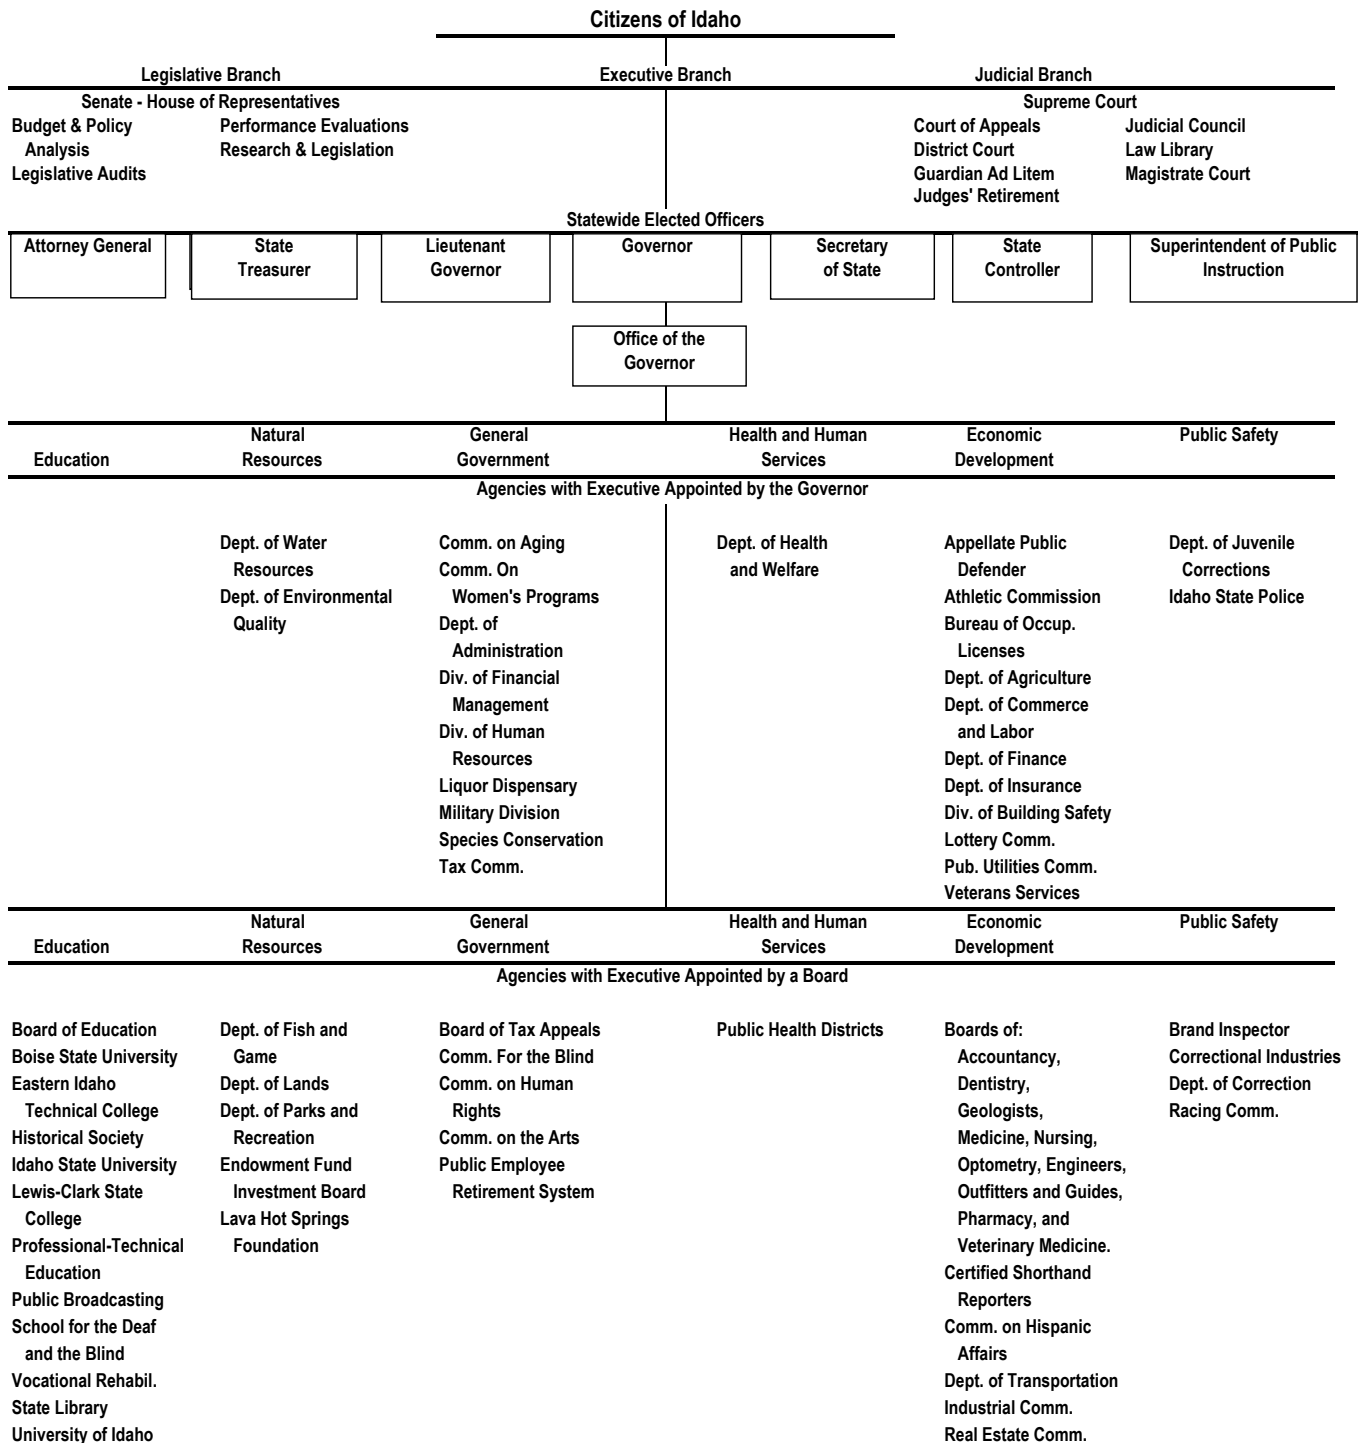 Citizens of Idaho
Legislative Branch
Executive Branch
Judicial Branch
Senate - House of Representatives
Budget & Policy
Analysis
Legislative Audits
Performance Evaluations
Research & Legislation
Supreme Court
Court of Appeals
District Court
Guardian Ad Litem
Judges' Retirement
Judicial Council
Law Library
Magistrate Court
Statewide Elected Officers
Attorney General
State
Treasurer
Lieutenant
Governor
Governor
Secretary
of State
State
Controller
Superintendent of Public
Instruction
Office of the
Governor
Education
Natural
Resources
General
Government
Health and Human
Services
Economic
Development
Public Safety
Agencies with Executive Appointed by the Governor
Dept. of Water
Resources
Dept. of Environmental
Quality
Comm. on Aging
Comm. On
Women's Programs
Dept. of
Administration
Div. of Financial
Management
Div. of Human
Resources
Liquor Dispensary
Military Division
Species Conservation
Tax Comm.
Dept. of Health
and Welfare
Appellate Public
Defender
Athletic Commission
Bureau of Occup.
Licenses
Dept. of Agriculture
Dept. of Commerce
and Labor
Dept. of Finance
Dept. of Insurance
Div. of Building Safety
Lottery Comm.
Pub. Utilities Comm.
Veterans Services
Dept. of Juvenile
Corrections
Idaho State Police
Education
Natural
Resources
General
Government
Health and Human
Services
Economic
Development
Public Safety
Agencies with Executive Appointed by a Board
Board of Education
Boise State University
Eastern Idaho
Technical College
Historical Society
Idaho State University
Lewis-Clark State
College
Professional-Technical
Education
Public Broadcasting
School for the Deaf
and the Blind
Vocational Rehabil.
State Library
University of Idaho
Dept. of Fish and
Game
Dept. of Lands
Dept. of Parks and
Recreation
Endowment Fund
Investment Board
Lava Hot Springs
Foundation
Board of Tax Appeals
Comm. For the Blind
Comm. on Human
Rights
Comm. on the Arts
Public Employee
Retirement System
Public Health Districts
Boards of:
Accountancy,
Dentistry,
Geologists,
Medicine, Nursing,
Optometry, Engineers,
Outfitters and Guides,
Pharmacy, and
Veterinary Medicine.
Certified Shorthand
Reporters
Comm. on Hispanic
Affairs
Dept. of Transportation
Industrial Comm.
Real Estate Comm.
Brand Inspector
Correctional Industries
Dept. of Correction
Racing Comm.